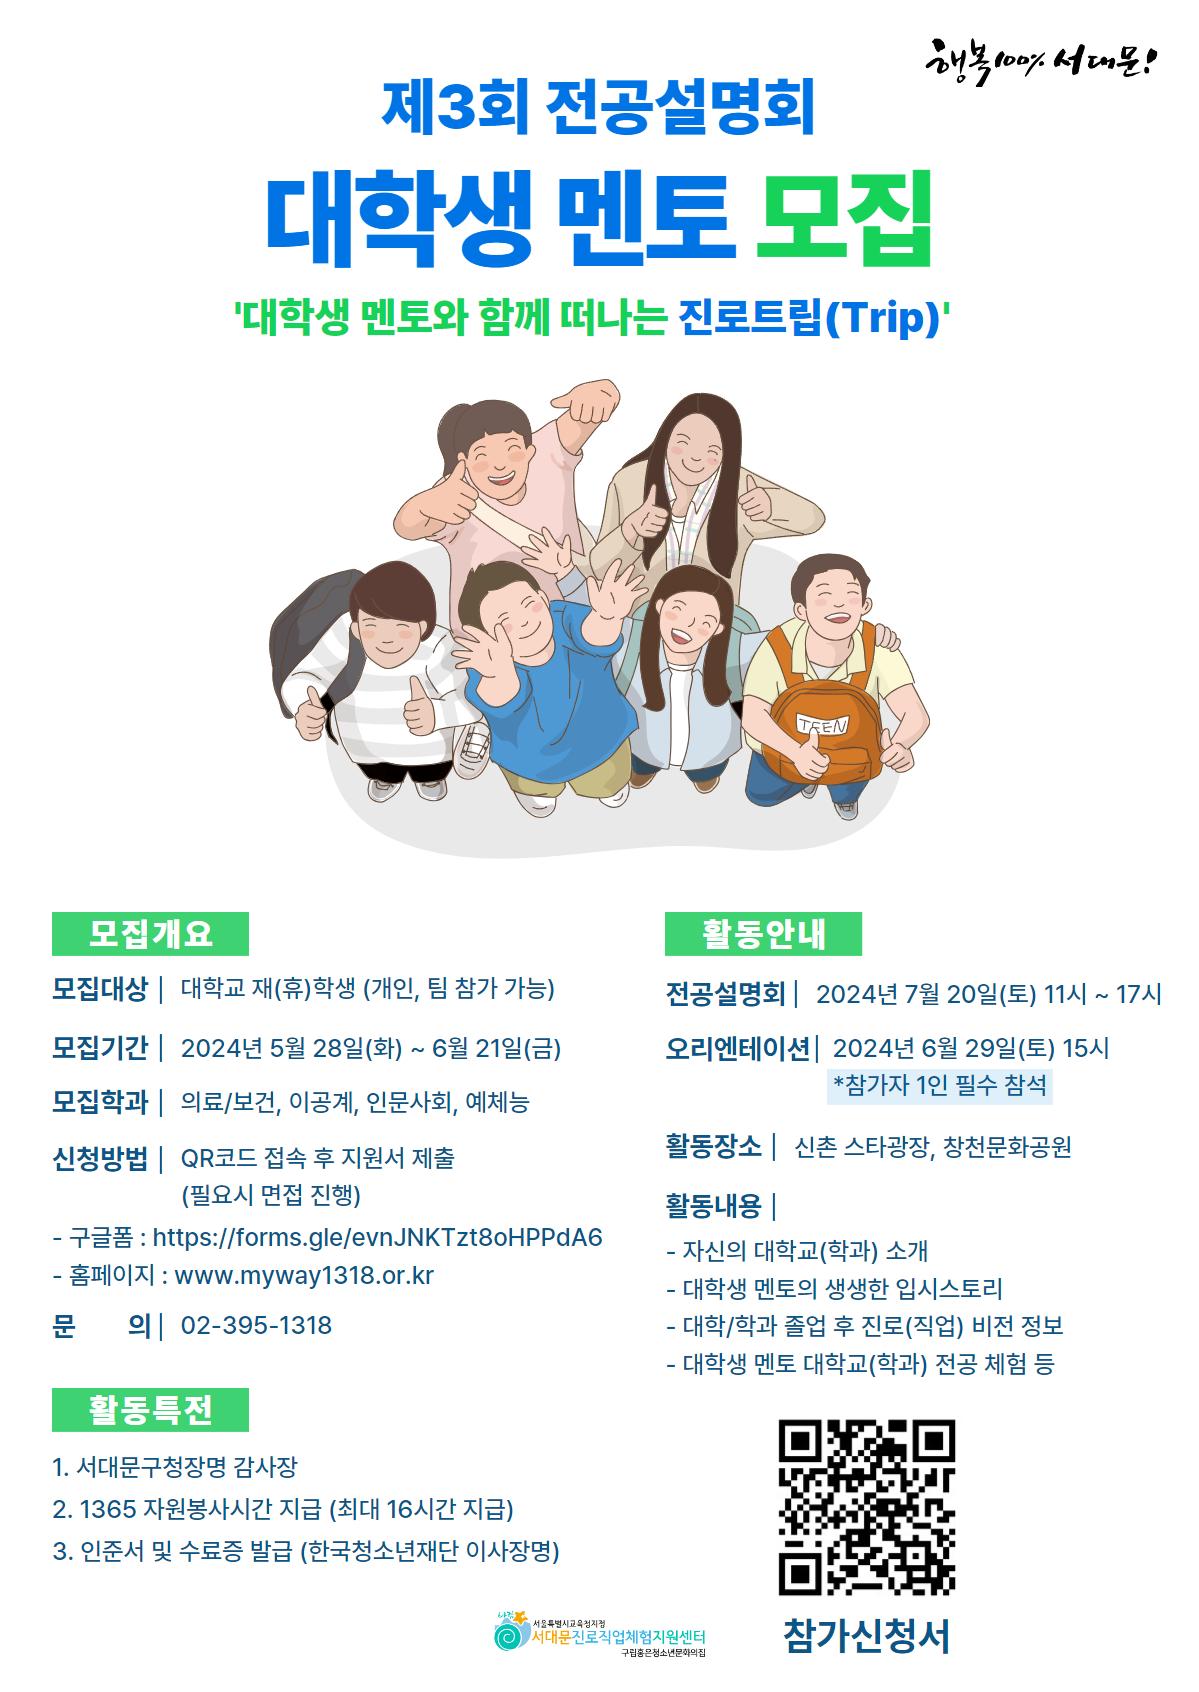 행복100% 서대문!
제3회 전공설명회
대학생 멘토 모집
'대학생 멘토와 함께 떠나는 진로트립(Trip)'
TEEN
모집개요
모집대상 | 대학교 재(휴)학생 (개인, 팀 참가 가능)
모집기간 | 2024년 5월 28일(화) ~ 6월 21일(금)
모집학과 | 의료/보건, 이공계, 인문사회, 예체능
신청방법 | QR코드 접속 후 지원서 제출
(필요시 면접 진행)
- 구글폼 : https://forms.gle/evnJNKTzt8oHPPdA6
- 홈페이지 : www.myway1318.or.kr
문 의 | 02-395-1318
활동특전
1. 서대문구청장명 감사장
2. 1365 자원봉사시간 지급 (최대 16시간 지급)
3. 인준서 및 수료증 발급 (한국청소년재단 이사장명)
활동안내
전공설명회 | 2024년 7월 20일(토) 11시 ~ 17시
오리엔테이션 | 2024년 6월 29일(토) 15시
*참가자 1인 필수 참석
활동장소 | 신촌 스타광장, 창천문화공원
활동내용 |
- 자신의 대학교(학과) 소개
- 대학생 멘토의 생생한 입시스토리
- 대학/학과 졸업 후 진로(직업) 비전 정보
- 대학생 멘토 대학교(학과) 전공 체험 등
참가신청서
서울특별시교육청지정
서대문진로직업체험지원센터
구립홍은청소년문화의집